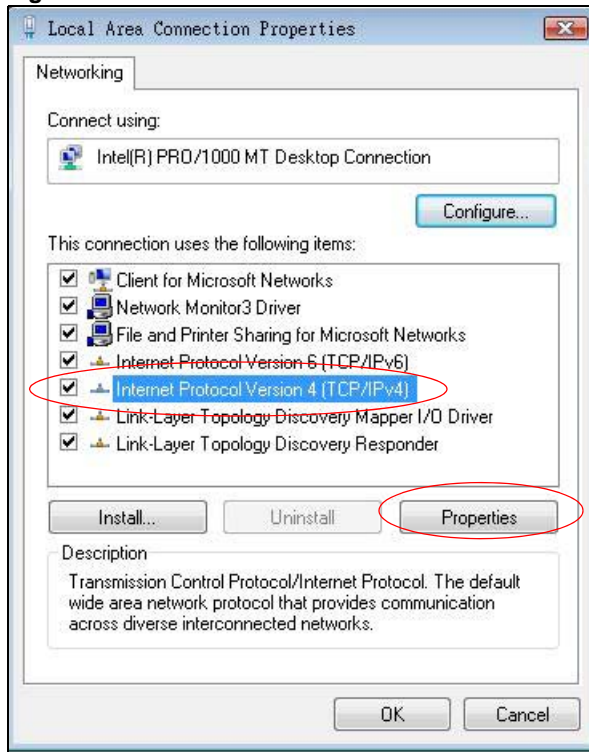 Local Area Connection Properties
Networking
Connect using:
Intel(R) PRO/1000 MT Desktop Connection
Configure...
This connection uses the following items:
Client for Microsoft Networks
Network Monitor3 Driver
File and Printer Sharing for Microsoft Networks
Internet Protocol Version 6 (TCP/IPv6)
Internet Protocol Version 4 (TCP/IPv4)
Link-Layer Topology Discovery Mapper I/O Driver
Link-Layer Topology Discovery Responder
Install... Uninstall Properties
Description
Transmission Control Protocol/Internet Protocol. The default
wide area network protocol that provides communication
across diverse interconnected networks.
OK Cancel